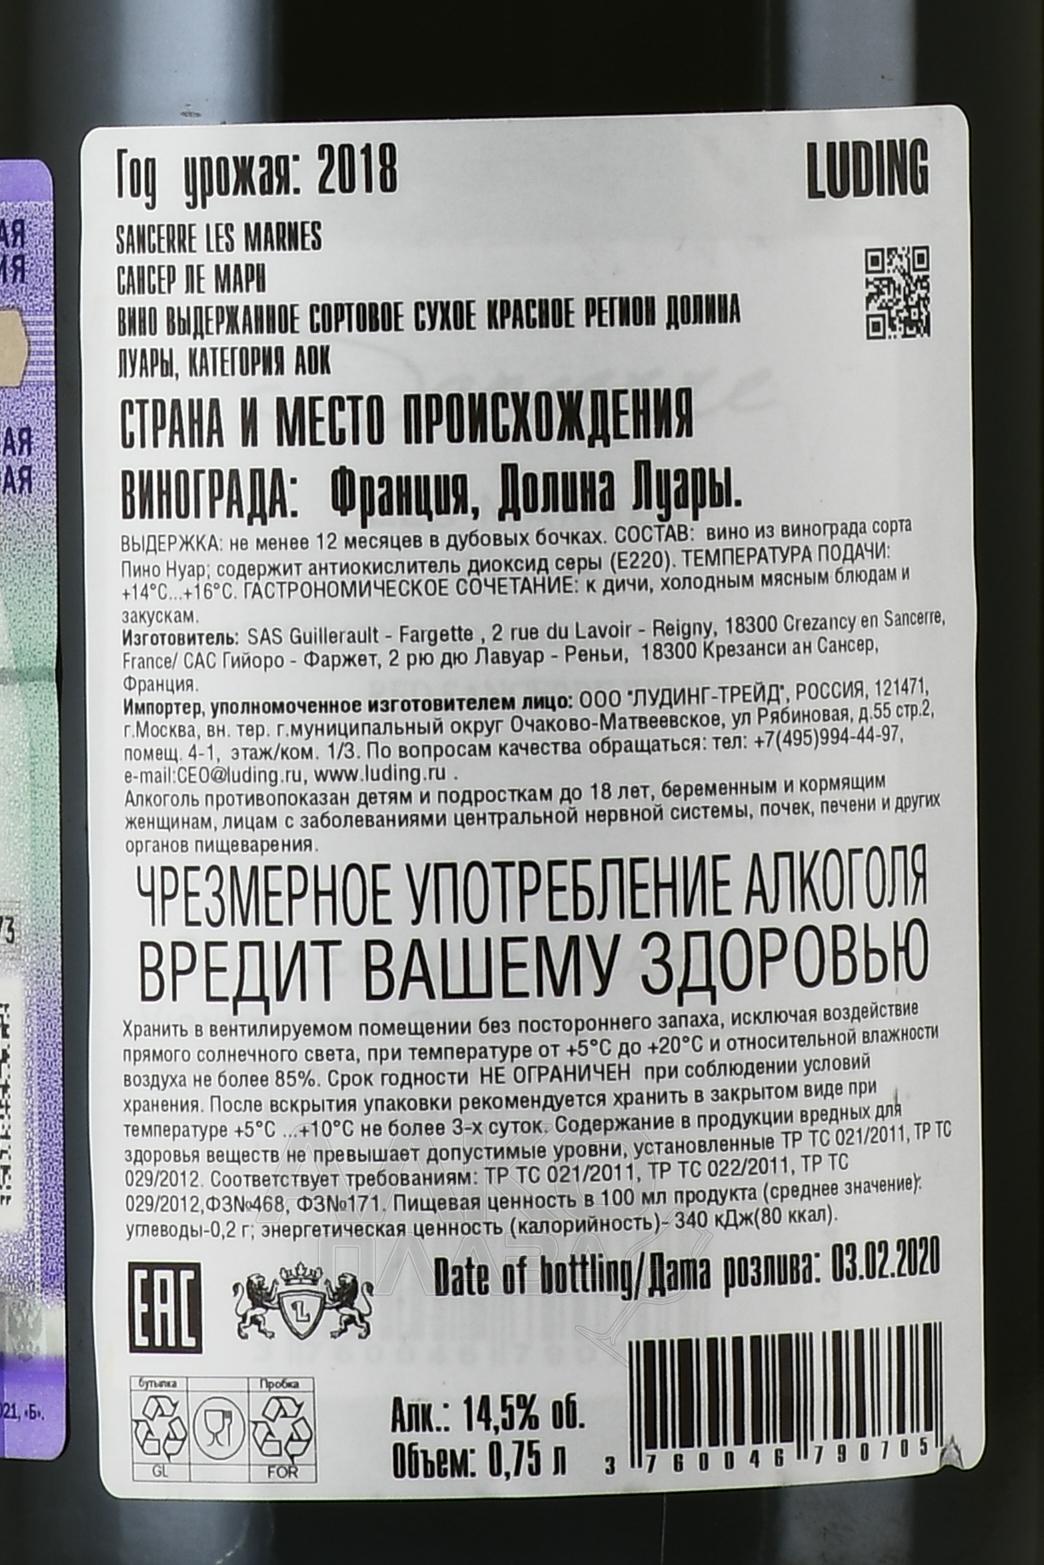 Год урожая: 2018
LUDING
SANCERRE LES MARNES
САНСЕР ЛЕ МАРН
ВИНО ВЫДЕРЖАННОЕ СОРТОВОЕ СУХОЕ КРАСНОЕ РЕГИОН ДОЛИНА
ЛУАРЫ, КАТЕГОРИЯ АОК
СТРАНА И МЕСТО ПРОИСХОЖДЕНИЯ
ВИНОГРАДА: Франция, Долина Луары.
ВЫДЕРЖКА: не менее 12 месяцев в дубовых бочках. СОСТАВ: вино из винограда сорта
Пино Нуар; содержит антиокислитель диоксид серы (Е220). ТЕМПЕРАТУРА ПОДАЧИ:
+14°С...+16°С. ГАСТРОНОМИЧЕСКОЕ СОЧЕТАНИЕ: к дичи, холодным мясным блюдам и
закускам.
Изготовитель: SAS Guillerault - Fargette , 2 rue du Lavoir - Reigny, 18300 Crezancy en Sancerre,
France/ САС Гийоро - Фаржет, 2 рю дю Лавуар - Реньи, 18300 Крезанси ан Сансер,
Франция.
Импортер, уполномоченное изготовителем лицо: ООО "ЛУДИНГ-ТРЕЙД", РОССИЯ, 121471,
г.Москва, вн. тер. г.муниципальный округ Очаково-Матвеевское, ул Рябиновая, д.55 стр.2,
помещ. 4-1, этаж/ком. 1/3. По вопросам качества обращаться: тел: +7(495)994-44-97,
e-mail:CEO@luding.ru, www.luding.ru .
Алкоголь противопоказан детям и подросткам до 18 лет, беременным и кормящим
женщинам, лицам с заболеваниями центральной нервной системы, почек, печени и других
органов пищеварения.
ЧРЕЗМЕРНОЕ УПОТРЕБЛЕНИЕ АЛКОГОЛЯ
ВРЕДИТ ВАШЕМУ ЗДОРОВЬЮ
Хранить в вентилируемом помещении без постороннего запаха, исключая воздействие
прямого солнечного света, при температуре от +5°С до +20°С и относительной влажности
воздуха не более 85%. Срок годности НЕ ОГРАНИЧЕН при соблюдении условий
хранения. После вскрытия упаковки рекомендуется хранить в закрытом виде при
температуре +5°С ...+10°С не более 3-х суток. Содержание в продукции вредных для
здоровья веществ не превышает допустимые уровни, установленные ТР ТС 021/2011, ТР ТС
029/2012. Соответствует требованиям: ТР ТС 021/2011, ТР ТС 022/2011, ТР ТС
029/2012,ФЗ№468, ФЗ№171. Пищевая ценность в 100 мл продукта (среднее значение):
углеводы-0,2 г; энергетическая ценность (калорийность)- 340 кДж(80 ккал).
Date of bottling/Дата розлива: 03.02.2020
EAC
L
бутылка
Пробка
GL
FOR
Алк.: 14,5% об.
Объем: 0,75 л
3 760046 790705
АЯ
ИЯ
АЯ
АЯ
73
021, «Б».
АЛКО
ПЛАЗА